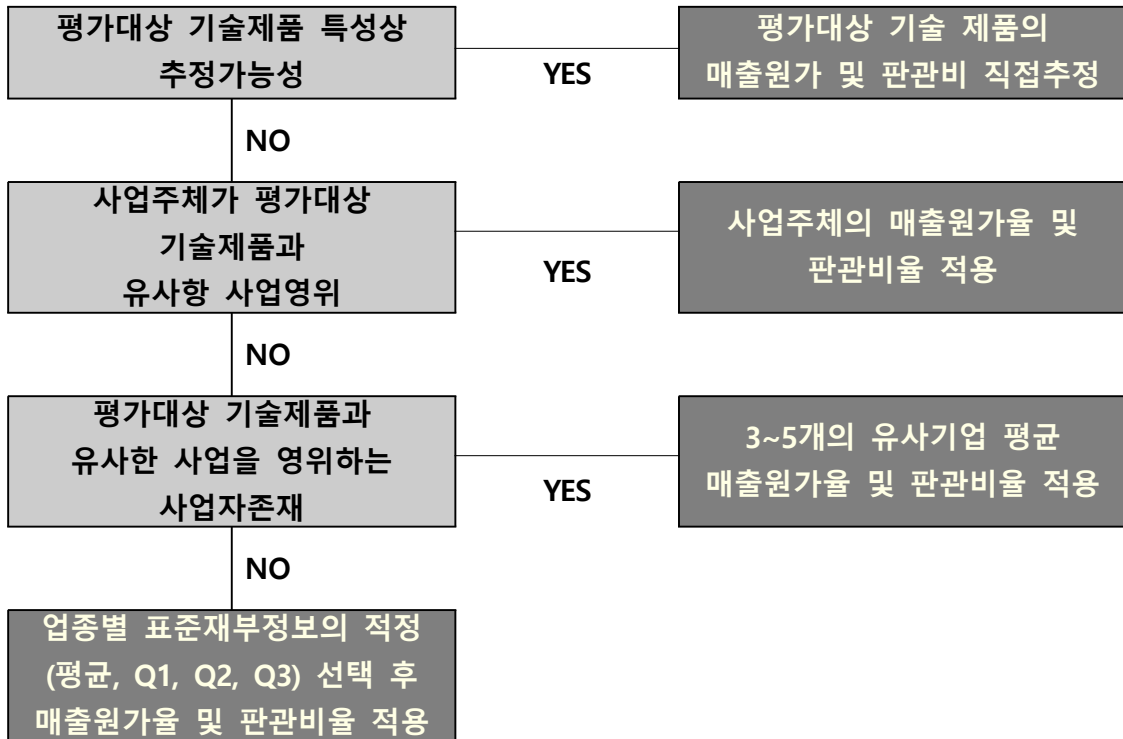 평가대상 기술제품 특성상
추정가능성
YES
평가대상 기술 제품의
매출원가 및 판관비 직접추정
NO
사업주체가 평가대상
기술제품과
유사항 사업영위
YES
사업주체의 매출원가율 및
판관비율 적용
NO
평가대상 기술제품과
유사한 사업을 영위하는
사업자존재
YES
3~5개의 유사기업 평균
매출원가율 및 판관비율 적용
NO
업종별 표준재부정보의 적정
(평균, Q1, Q2, Q3) 선택 후
매출원가율 및 판관비율 적용